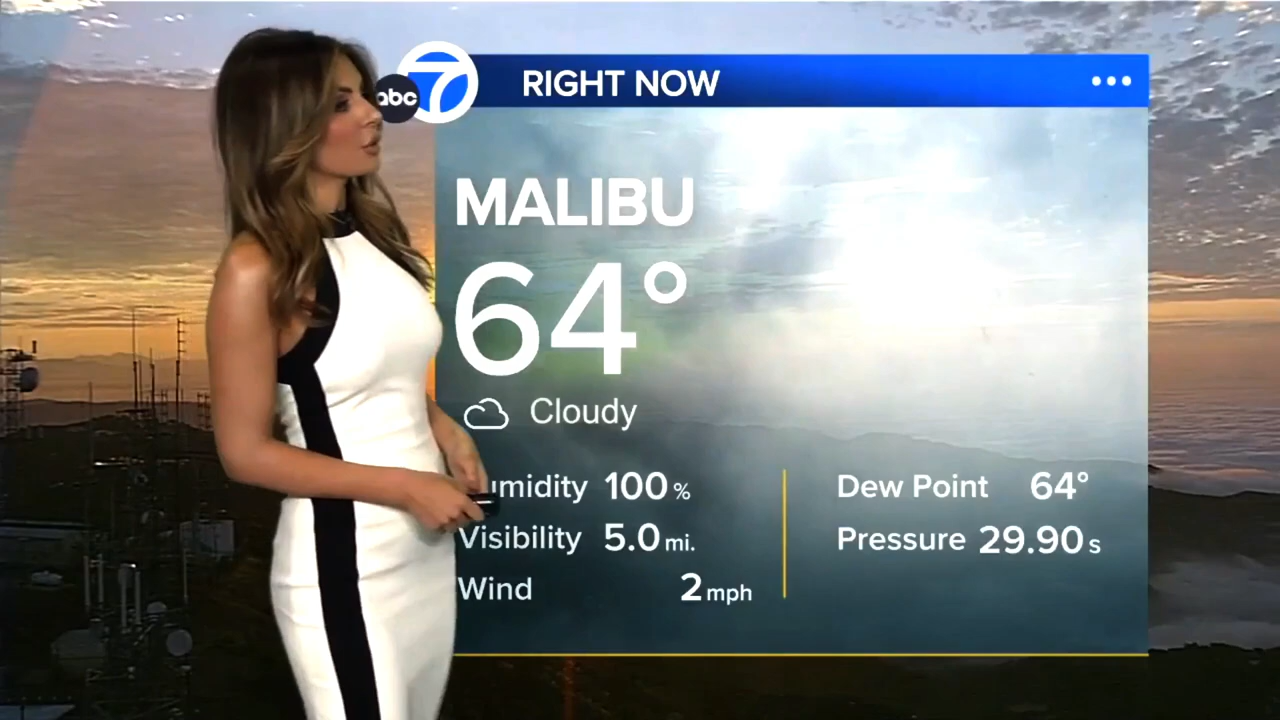 abc 7
RIGHT NOW
MALIBU
64°
Cloudy
umidity 100 %
Visibility 5.0 mi.
Wind 2 mph
Dew Point 64°
Pressure 29.90 s